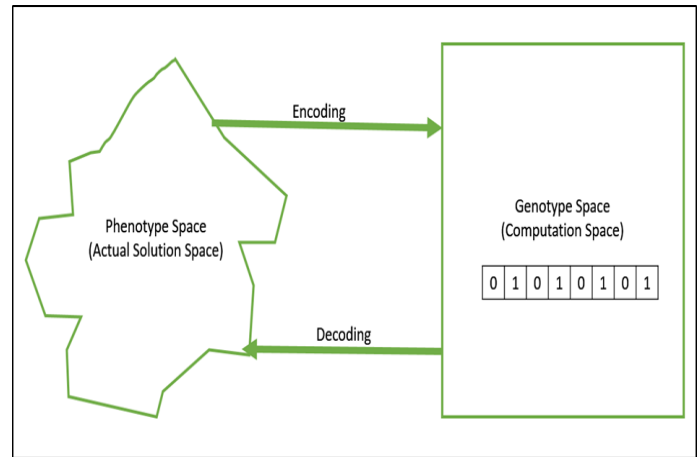 Encoding
Phenotype Space
(Actual Solution Space)
Genotype Space
(Computation Space)
0 1 0 1 0 1 0 1
Decoding